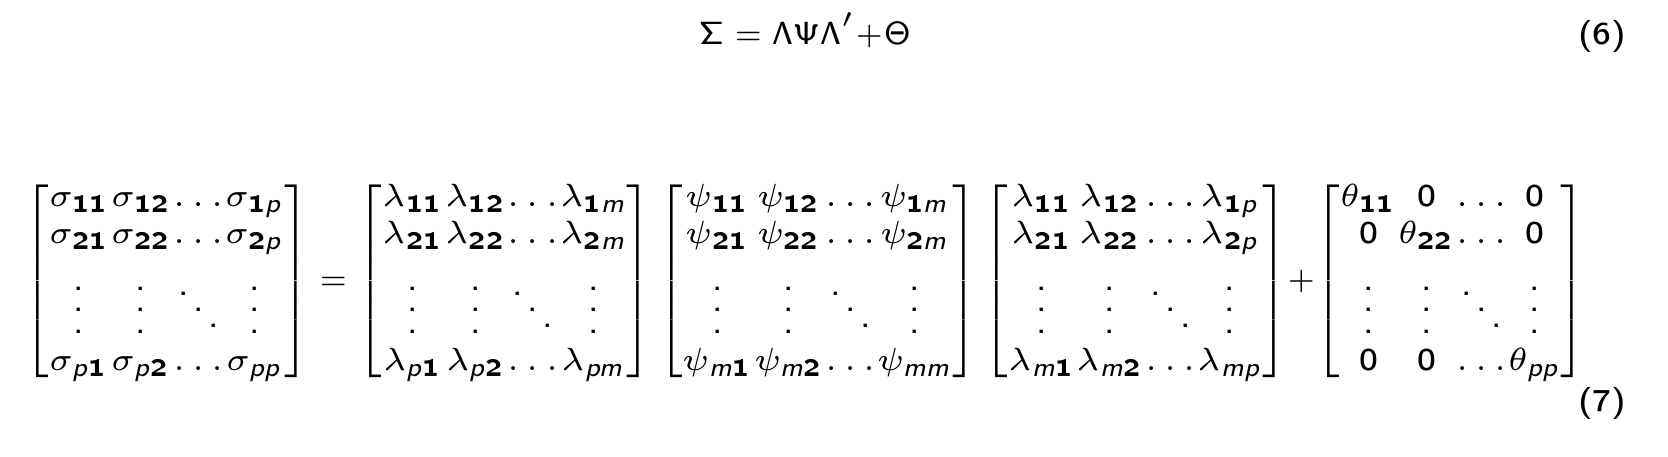 Σ = ΛΨΛ′ + Θ (6)
[σ11 σ12 ... σ1p] = [λ11 λ12 ... λ1m] [ψ11 ψ12 ... ψ1m] [λ11 λ12 ... λ1p] + [θ11 0 ... 0]
[σ21 σ22 ... σ2p] [λ21 λ22 ... λ2m] [ψ21 ψ22 ... ψ2m] [λ21 λ22 ... λ2p] [0 θ22 ... 0]
[⋮ ⋮ ⋱ ⋮] [⋮ ⋮ ⋱ ⋮] [⋮ ⋮ ⋱ ⋮] [⋮ ⋮ ⋱ ⋮] [⋮ ⋮ ⋱ ⋮]
[σp1 σp2 ... σpp] [λp1 λp2 ... λpm] [ψm1 ψm2 ... ψmm] [λm1 λm2 ... λmp] [0 0 ... θpp]
(7)